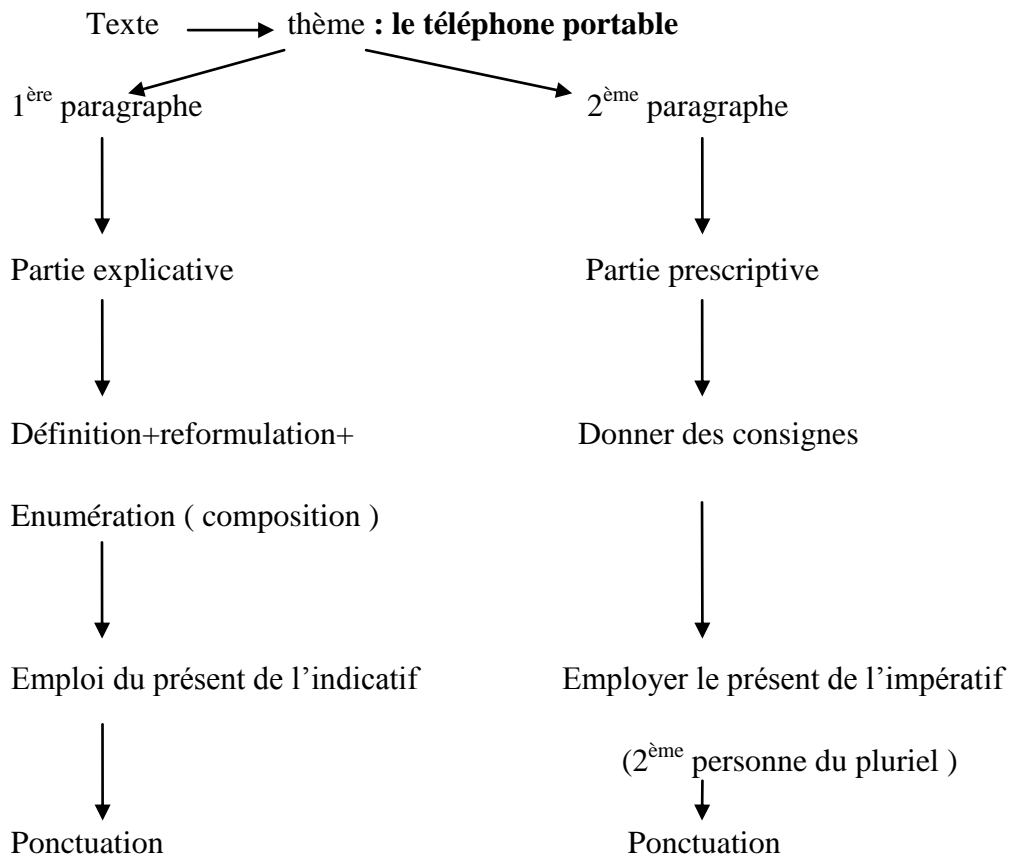 Texte thème : le téléphone portable
1ère paragraphe 2ème paragraphe
Partie explicative Partie prescriptive
Définition+reformulation+ Donner des consignes
Enumération ( composition )
Emploi du présent de l’indicatif Employer le présent de l’impératif
(2ème personne du pluriel )
Ponctuation Ponctuation